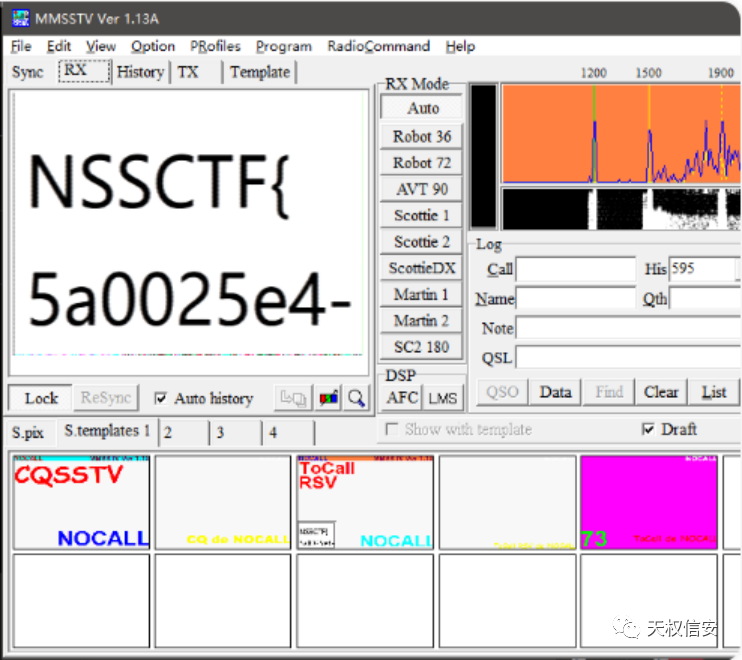 MMSSTV Ver 1.13A
File Edit View Option PRofiles Program RadioCommand Help
Sync RX History TX Template
RX Mode
Auto
Robot 36
Robot 72
AVT 90
Scottie 1
Scottie 2
ScottieDX
Martin 1
Martin 2
SC2 180
DSP
AFC LMS
1200 1500 1900
NSSCTF{
5a0025e4-
Log
Call His 595
Name Qth
Note
QSL
QSO Data Find Clear List
Lock ReSync Auto history
Show with template Draft
S.pix S.templates 1 2 3 4
CQSSTV
NOCALL
CQ de NOCALL
ToCall
RSV
NSSCTF{
5a0025e4-
NOCALL
NOCALL
73 ToCall de NOCALL
天权信安